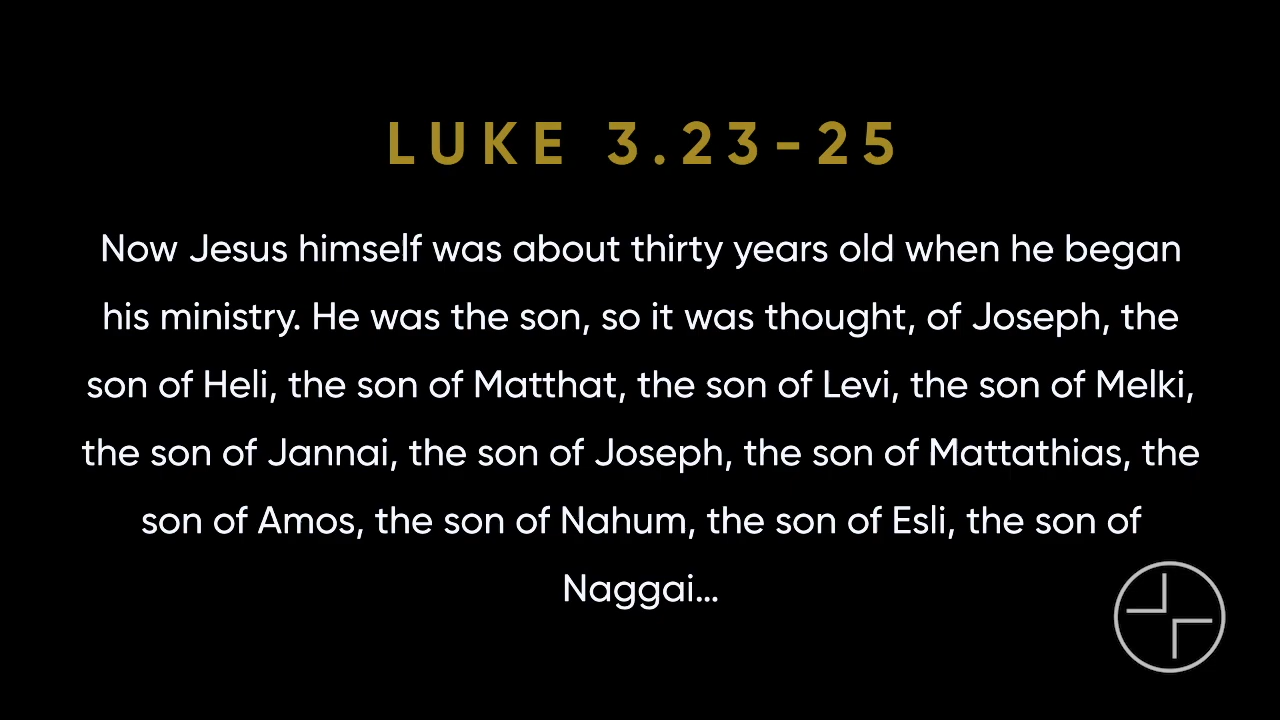 LUKE 3.23-25
Now Jesus himself was about thirty years old when he began
his ministry. He was the son, so it was thought, of Joseph, the
son of Heli, the son of Matthat, the son of Levi, the son of Melki,
the son of Jannai, the son of Joseph, the son of Mattathias, the
son of Amos, the son of Nahum, the son of Esli, the son of
Naggai…